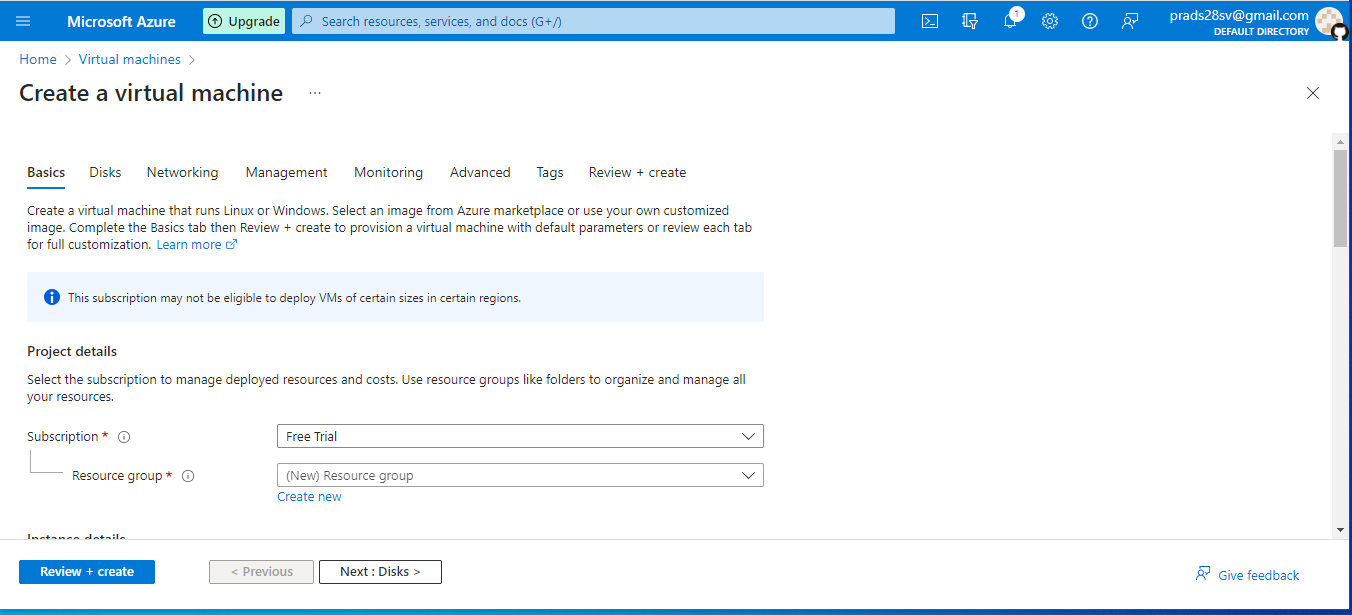 Microsoft Azure
Upgrade
Search resources, services, and docs (G+/)
1
prads28sv@gmail.com
DEFAULT DIRECTORY
Home > Virtual machines >
Create a virtual machine ...
Basics Disks Networking Management Monitoring Advanced Tags Review + create
Create a virtual machine that runs Linux or Windows. Select an image from Azure marketplace or use your own customized
image. Complete the Basics tab then Review + create to provision a virtual machine with default parameters or review each tab
for full customization. Learn more
This subscription may not be eligible to deploy VMs of certain sizes in certain regions.
Project details
Select the subscription to manage deployed resources and costs. Use resource groups like folders to organize and manage all
your resources.
Subscription *
Free Trial
Resource group *
(New) Resource group
Create new
Instance details
Review + create
< Previous
Next : Disks >
Give feedback